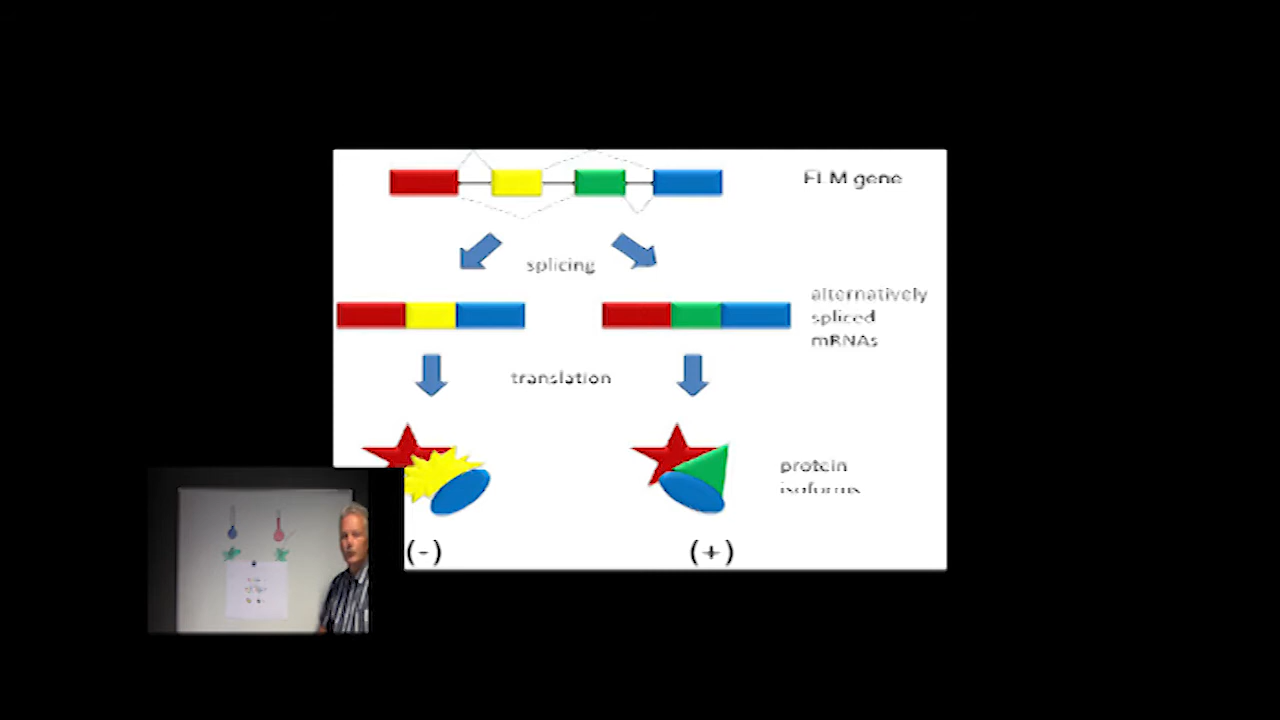 FLM gene
splicing
alternatively
spliced
mRNAs
translation
protein
isoforms
(-)
(+)